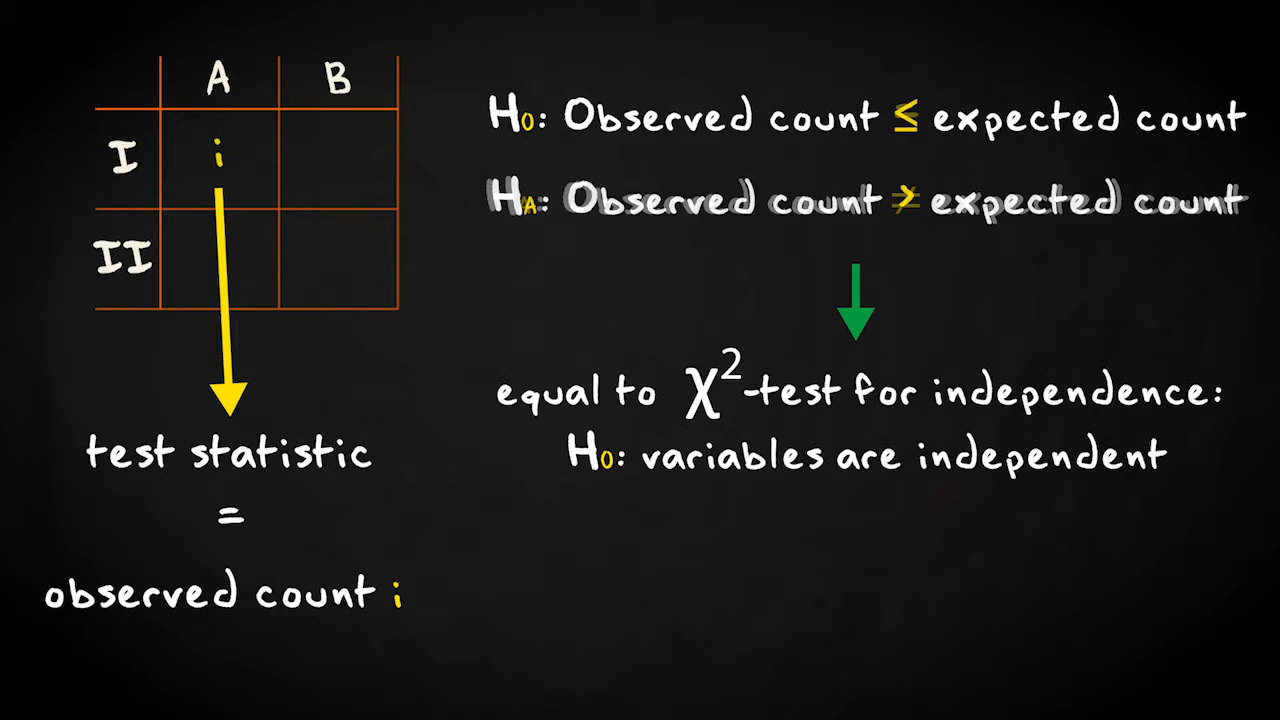 A B
I i
II
test statistic
=
observed count i
H0: Observed count ≤ expected count
HA: Observed count > expected count
equal to χ²-test for independence:
H0: variables are independent